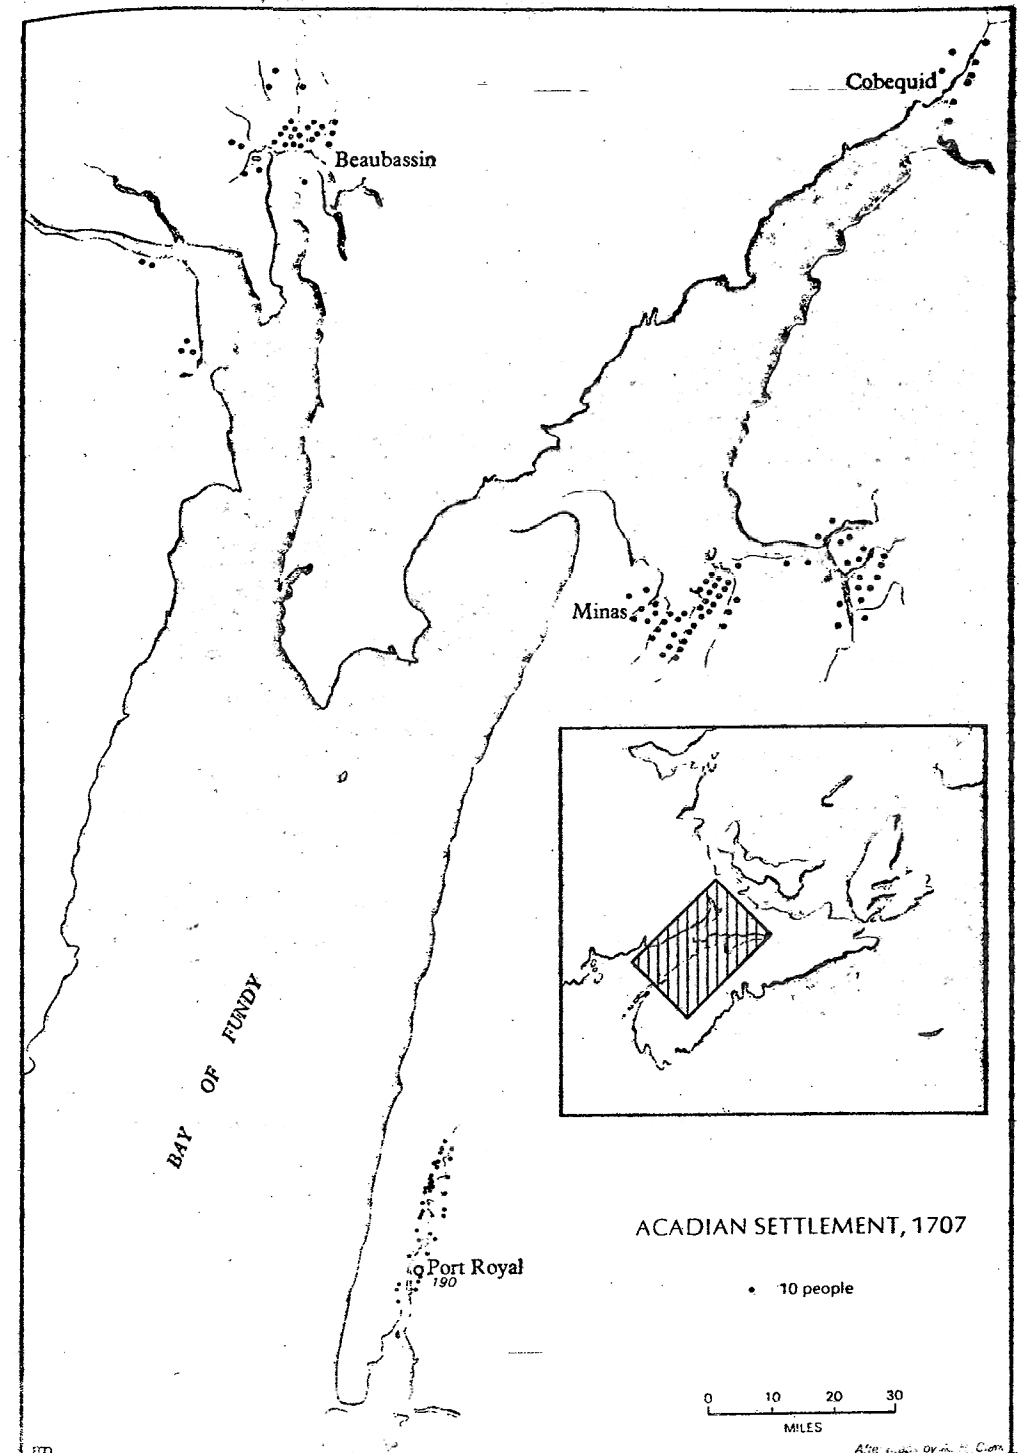 Cobequid
Beaubassin
Minas
BAY OF FUNDY
Port Royal
190
ACADIAN SETTLEMENT, 1707
• 10 people
0 10 20 30
MILES